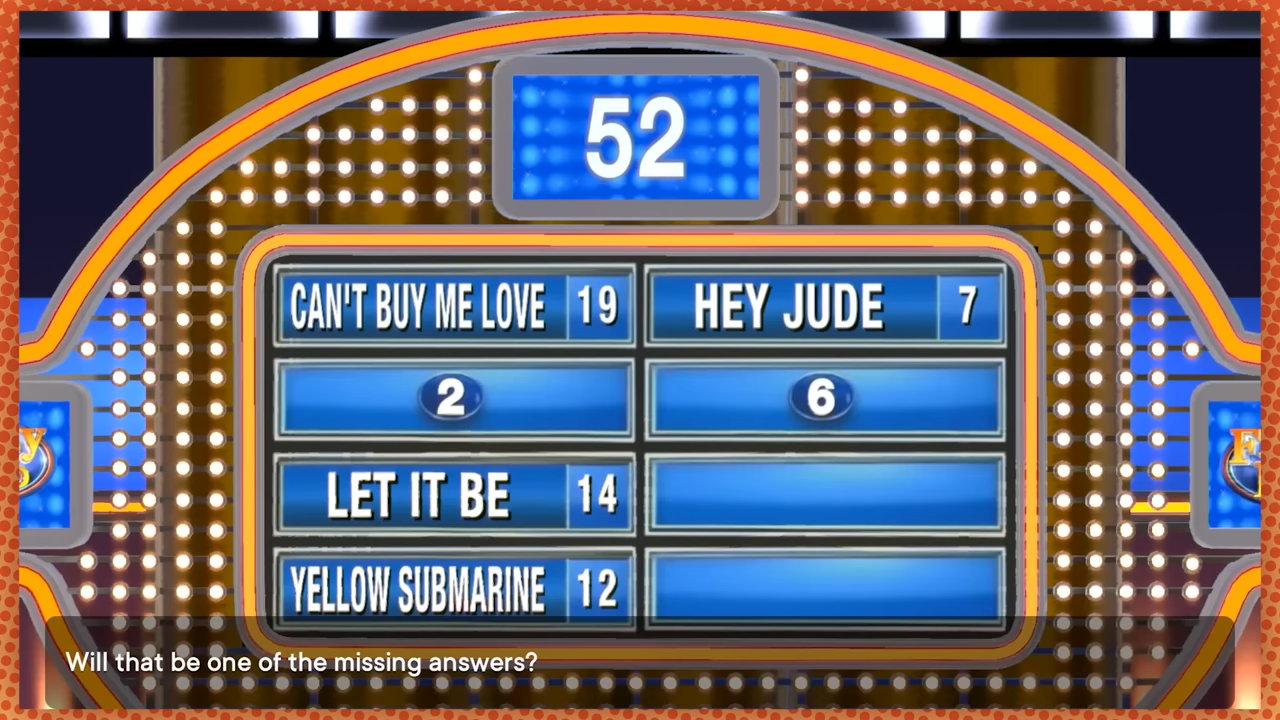 52
CAN'T BUY ME LOVE 19
HEY JUDE 7
2
6
LET IT BE 14
YELLOW SUBMARINE 12
Will that be one of the missing answers?